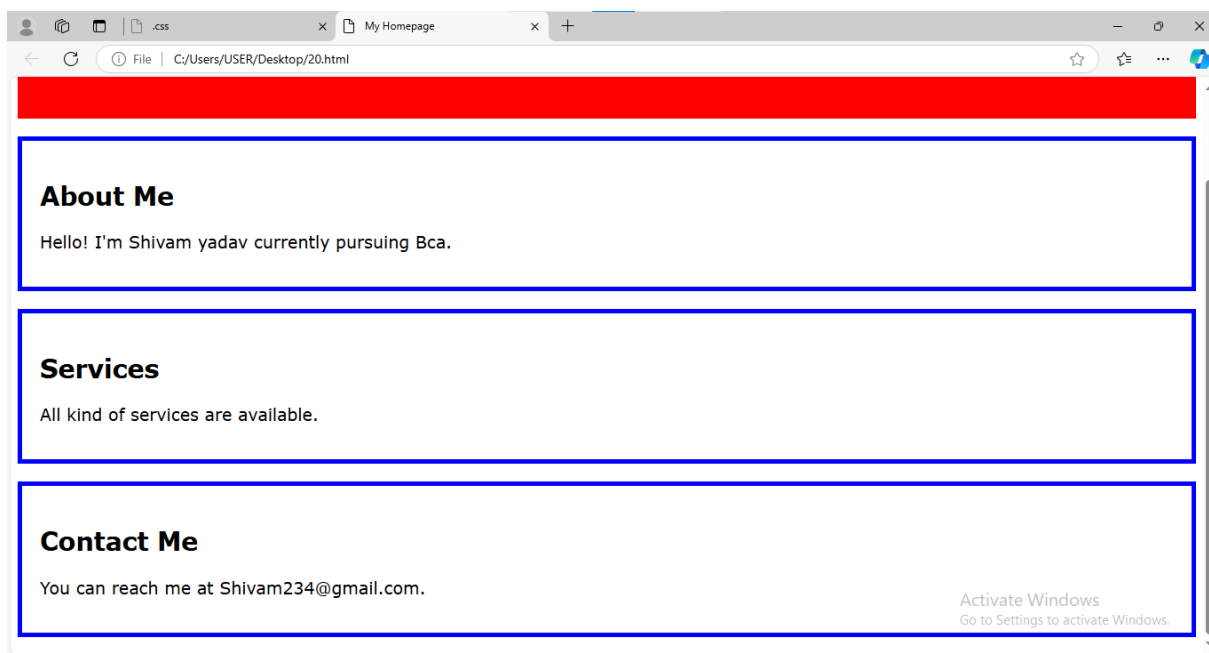 .css
My Homepage
File
C:/Users/USER/Desktop/20.html
About Me
Hello! I'm Shivam yadav currently pursuing Bca.
Services
All kind of services are available.
Contact Me
You can reach me at Shivam234@gmail.com.
Activate Windows
Go to Settings to activate Windows.